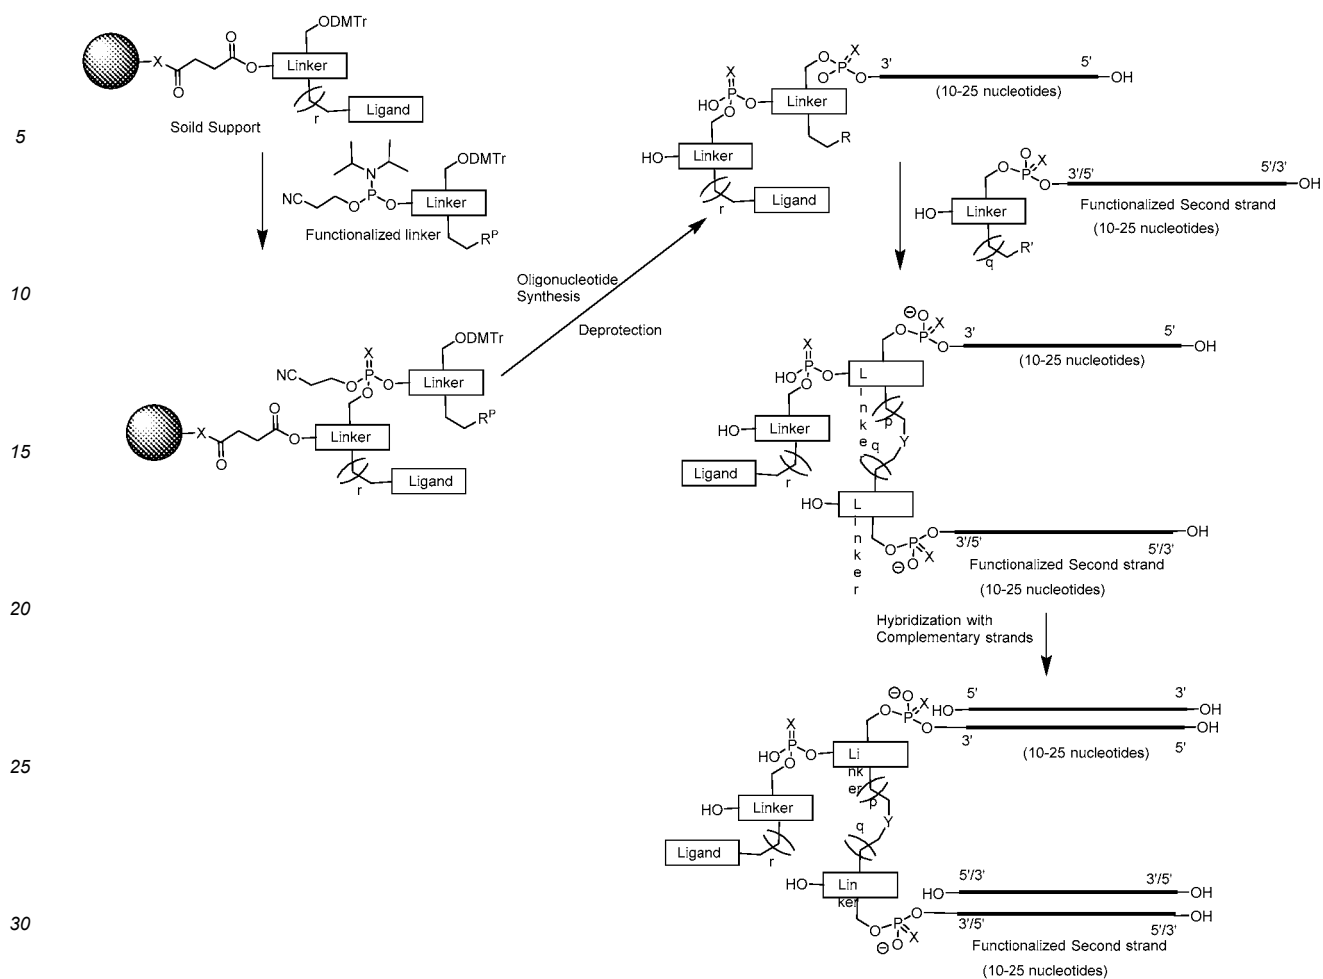 ODMTr
X
O
O
O
Linker
Ligand
r
Soild Support
5
N
NC
O
P
O
ODMTr
Linker
R^P
Functionalized linker
X
O
P
O
O
3'
5'
OH
(10-25 nucleotides)
X
HO
P
O
O
Linker
R
HO
Linker
r
Ligand
O
O
P
X
O
3'/5'
5'/3'
OH
HO
Linker
q
R'
Functionalized Second strand
(10-25 nucleotides)
10
Oligonucleotide
Synthesis
Deprotection
ODMTr
X
NC
O
P
O
O
Linker
R^P
X
O
O
O
Linker
r
Ligand
15
⊖
O
X
O
P
O
3'
5'
OH
(10-25 nucleotides)
X
HO
P
O
O
L
i
n
k
e
p
HO
Linker
q
Y
Ligand
r
HO
L
i
n
k
e
r
O
P
O
X
⊖
O
3'/5'
5'/3'
OH
Functionalized Second strand
(10-25 nucleotides)
20
Hybridization with
Complementary strands
⊖
O
X
O
P
O
HO
5'
3'
OH
3'
5'
OH
(10-25 nucleotides)
25
X
HO
P
O
O
Li
nk
er
p
HO
Linker
q
Y
Ligand
r
HO
Lin
ker
5'/3'
3'/5'
HO
OH
30
O
P
O
X
⊖
O
3'/5'
5'/3'
OH
Functionalized Second strand
(10-25 nucleotides)